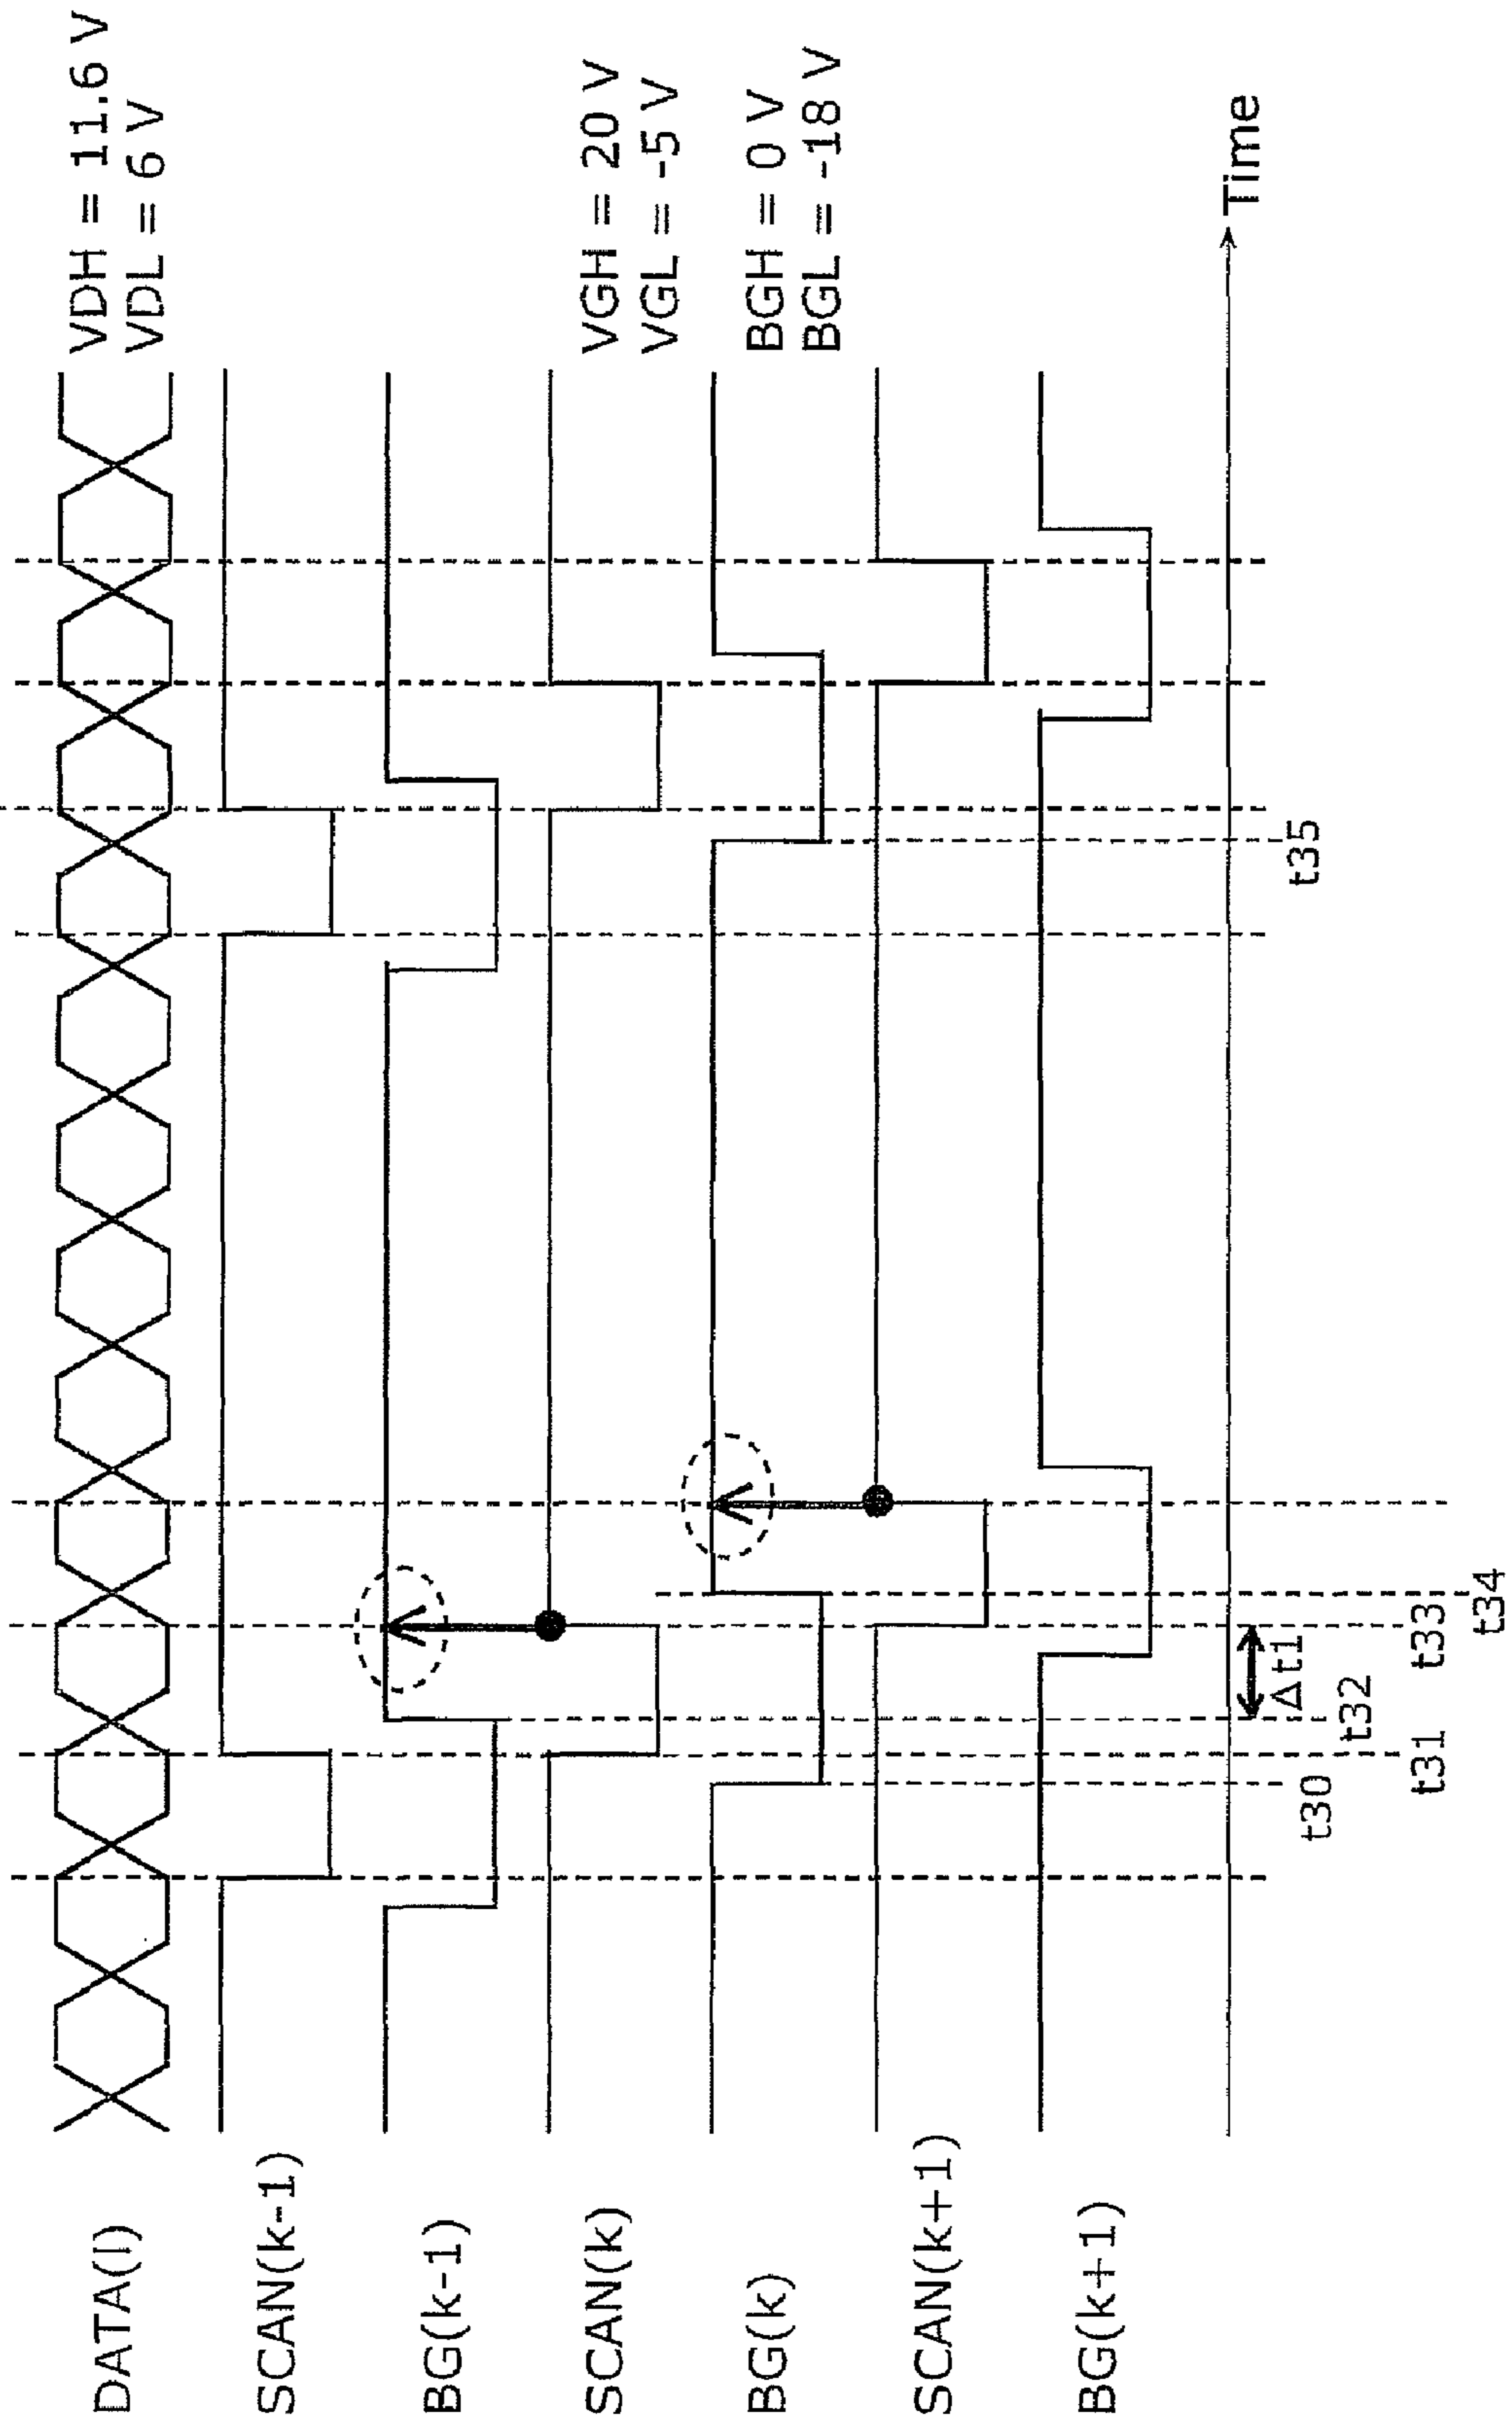 DATA(l)
VDH = 11.6 V
VDL = 6 V
SCAN(k-1)
BG(k-1)
SCAN(k)
VGH = 20 V
VGL = -5 V
BG(k)
BGH = 0 V
BGL = -18 V
SCAN(k+1)
BG(k+1)
Time
Δt1
t30
t32
t35
t31
t33
t34